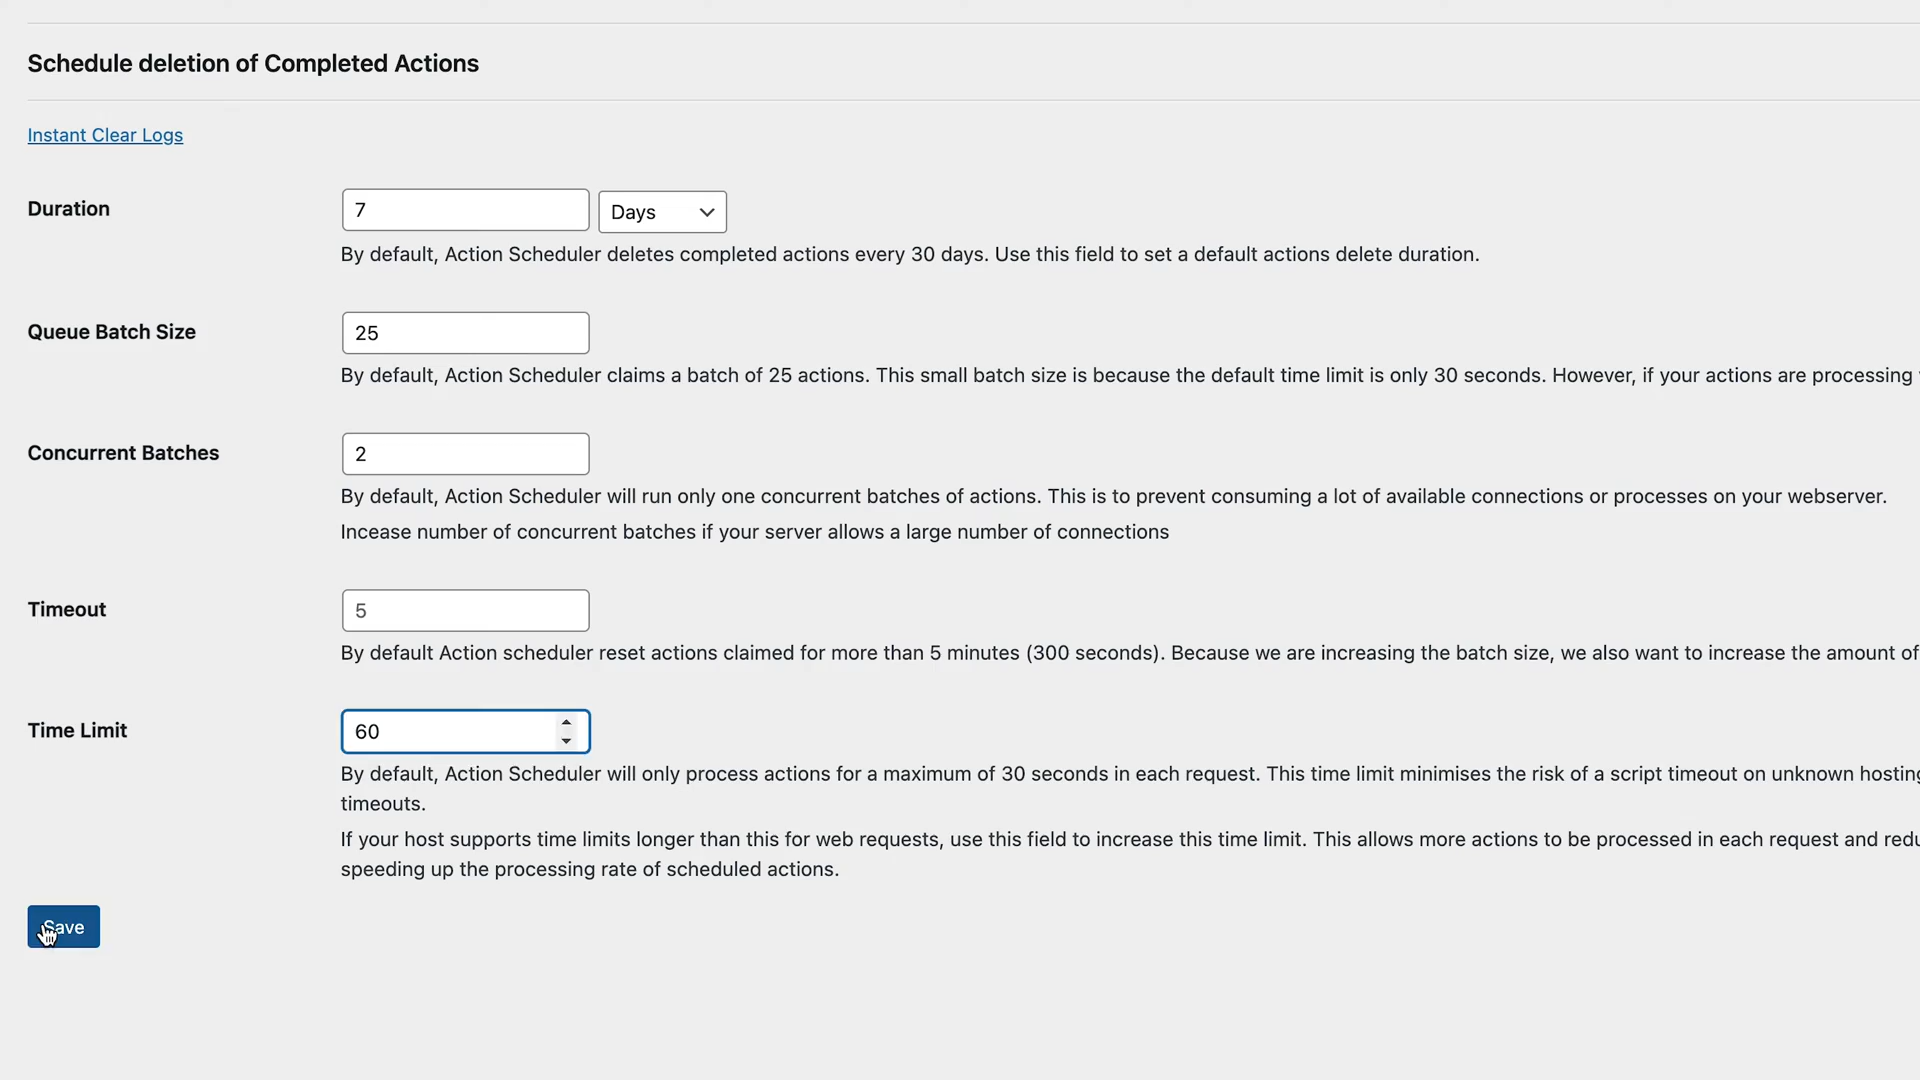 Schedule deletion of Completed Actions
Instant Clear Logs
Duration
7
Days
By default, Action Scheduler deletes completed actions every 30 days. Use this field to set a default actions delete duration.
Queue Batch Size
25
By default, Action Scheduler claims a batch of 25 actions. This small batch size is because the default time limit is only 30 seconds. However, if your actions are processing
Concurrent Batches
2
By default, Action Scheduler will run only one concurrent batches of actions. This is to prevent consuming a lot of available connections or processes on your webserver.
Incease number of concurrent batches if your server allows a large number of connections
Timeout
5
By default Action scheduler reset actions claimed for more than 5 minutes (300 seconds). Because we are increasing the batch size, we also want to increase the amount of
Time Limit
60
By default, Action Scheduler will only process actions for a maximum of 30 seconds in each request. This time limit minimises the risk of a script timeout on unknown hosting
timeouts.
If your host supports time limits longer than this for web requests, use this field to increase this time limit. This allows more actions to be processed in each request and
speeding up the processing rate of scheduled actions.
Save